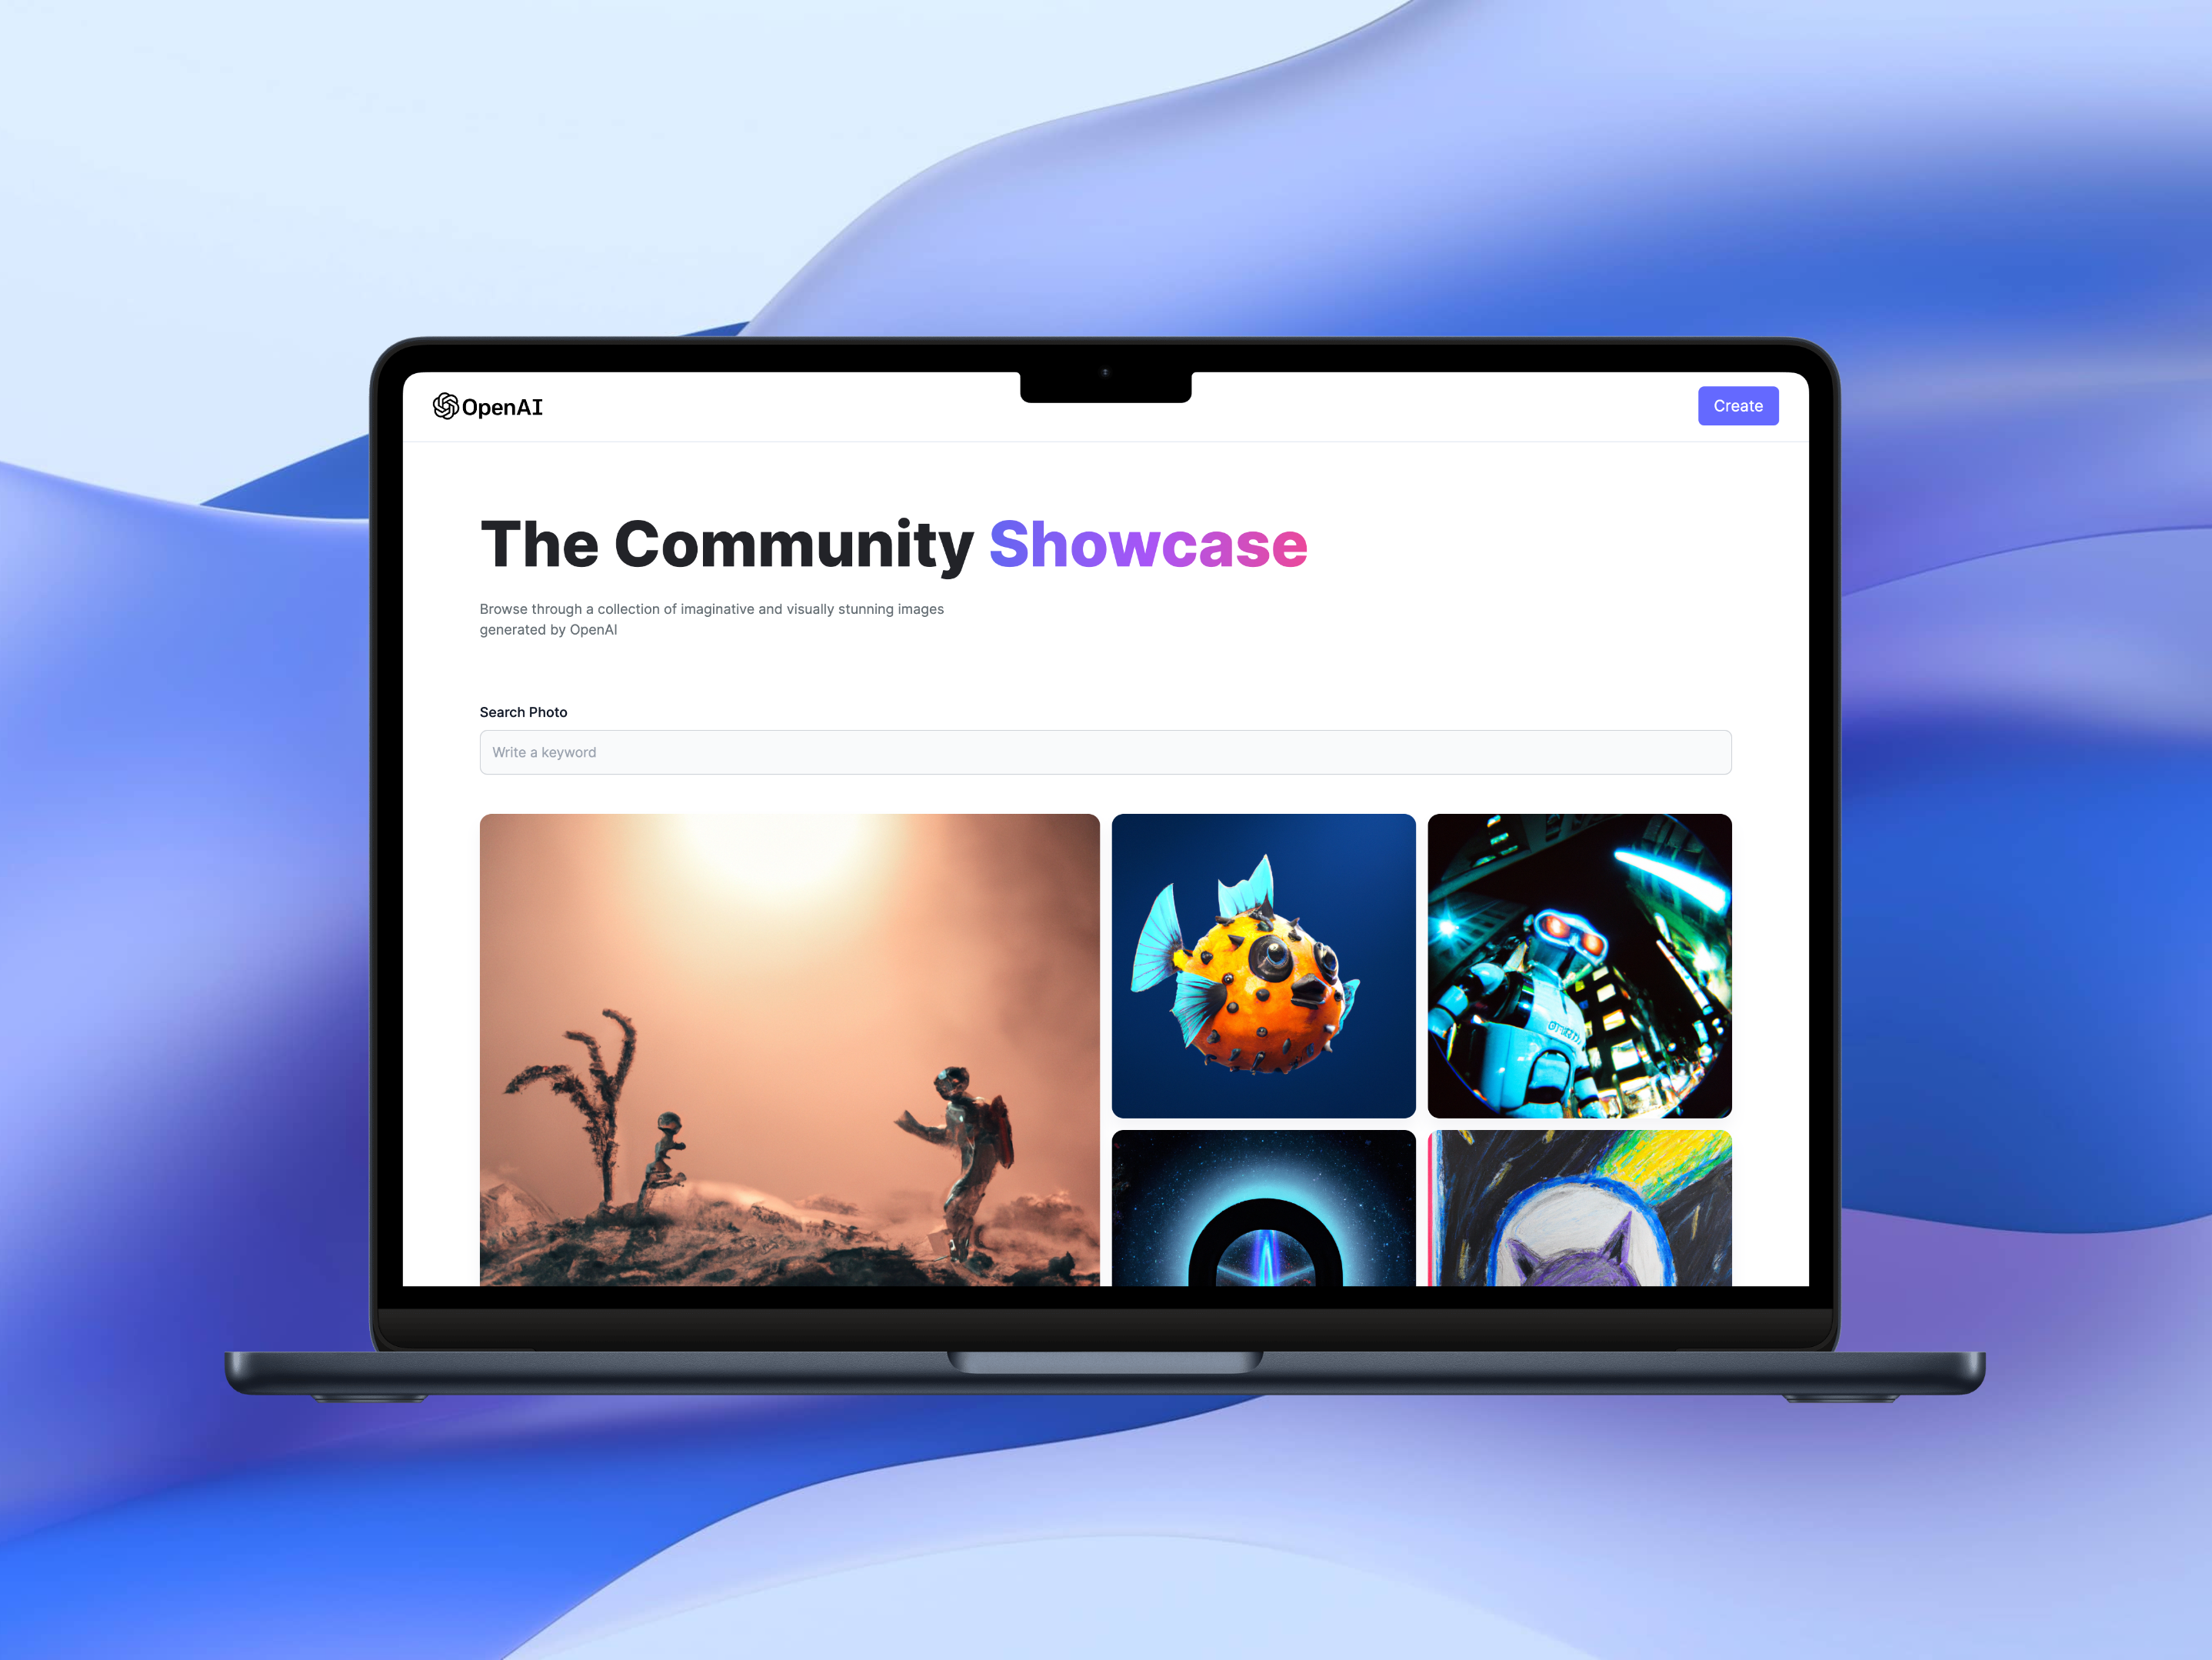 OpenAI
Create
The Community Showcase
Browse through a collection of imaginative and visually stunning images
generated by OpenAI
Search Photo
Write a keyword